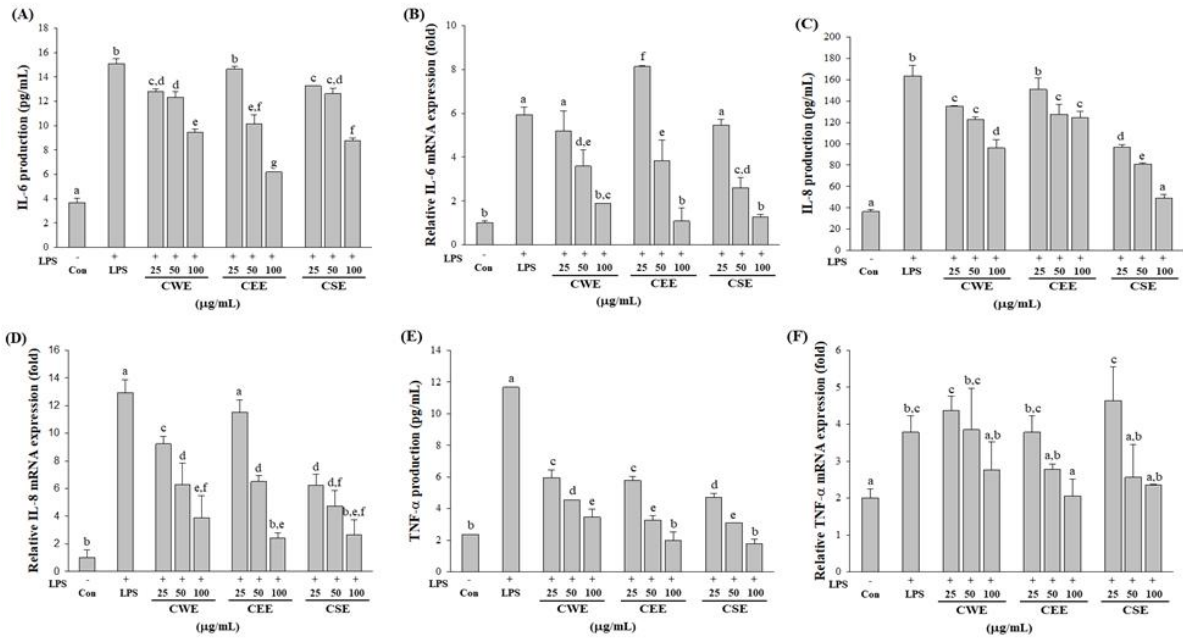 (A)
IL-6 production (pg/mL)
18
16
14
12
10
8
6
4
2
0
a
b
c,d
d
e
b
e,f
g
c
c,d
f
LPS - + + + + + + + + + +
Con LPS 25 50 100 25 50 100 25 50 100
CWE CEE CSE
(µg/mL)
(B)
Relative IL-6 mRNA expression (fold)
10
8
6
4
2
0
b
a
a
d,e
b,c
f
e
b
a
c,d
b
LPS - + + + + + + + + + +
Con LPS 25 50 100 25 50 100 25 50 100
CWE CEE CSE
(µg/mL)
(C)
IL-8 production (pg/mL)
200
180
160
140
120
100
80
60
40
20
0
a
b
c
c
d
b
c
c
d
e
a
LPS - + + + + + + + + + +
Con LPS 25 50 100 25 50 100 25 50 100
CWE CEE CSE
(µg/mL)
(D)
Relative IL-8 mRNA expression (fold)
16
14
12
10
8
6
4
2
0
b
a
c
d
e,f
a
d
b,e
d
d,f
b,e,f
LPS - + + + + + + + + + +
Con LPS 25 50 100 25 50 100 25 50 100
CWE CEE CSE
(µg/mL)
(E)
TNF-α production (pg/mL)
14
12
10
8
6
4
2
0
b
a
c
d
e
c
e
b
d
e
b
LPS - + + + + + + + + + +
Con LPS 25 50 100 25 50 100 25 50 100
CWE CEE CSE
(µg/mL)
(F)
Relative TNF-α mRNA expression (fold)
6
5
4
3
2
1
0
a
b,c
c
b,c
a,b
b,c
a,b
a
c
a,b
a,b
LPS - + + + + + + + + + +
Con LPS 25 50 100 25 50 100 25 50 100
CWE CEE CSE
(µg/mL)